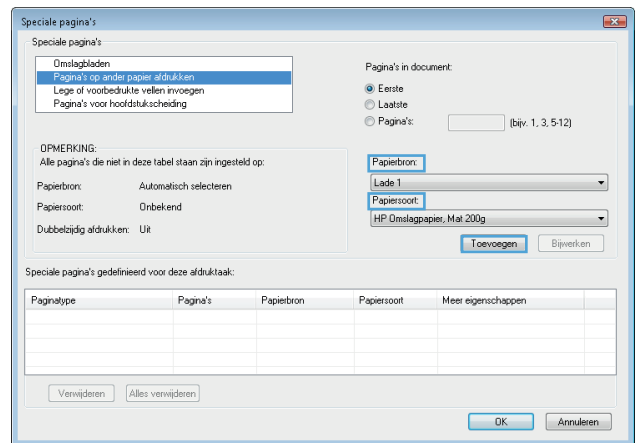 Speciale pagina's
Speciale pagina's
Omslagbladen
Pagina's op ander papier afdrukken
Lege of voorbedrukte vellen invoegen
Pagina's voor hoofdstukscheiding
Pagina's in document:
Eerste
Laatste
Pagina's: (bijv. 1, 3, 5-12)
OPMERKING:
Alle pagina's die niet in deze tabel staan zijn ingesteld op:
Papierbron: Automatisch selecteren
Papiersoort: Onbekend
Dubbelzijdig afdrukken: Uit
Papierbron:
Lade 1
Papiersoort:
HP Omslagpapier, Mat 200g
Toevoegen Bijwerken
Speciale pagina's gedefinieerd voor deze afdruktaak:
Paginatype Pagina's Papierbron Papiersoort Meer eigenschappen
Verwijderen Alles verwijderen
OK Annuleren